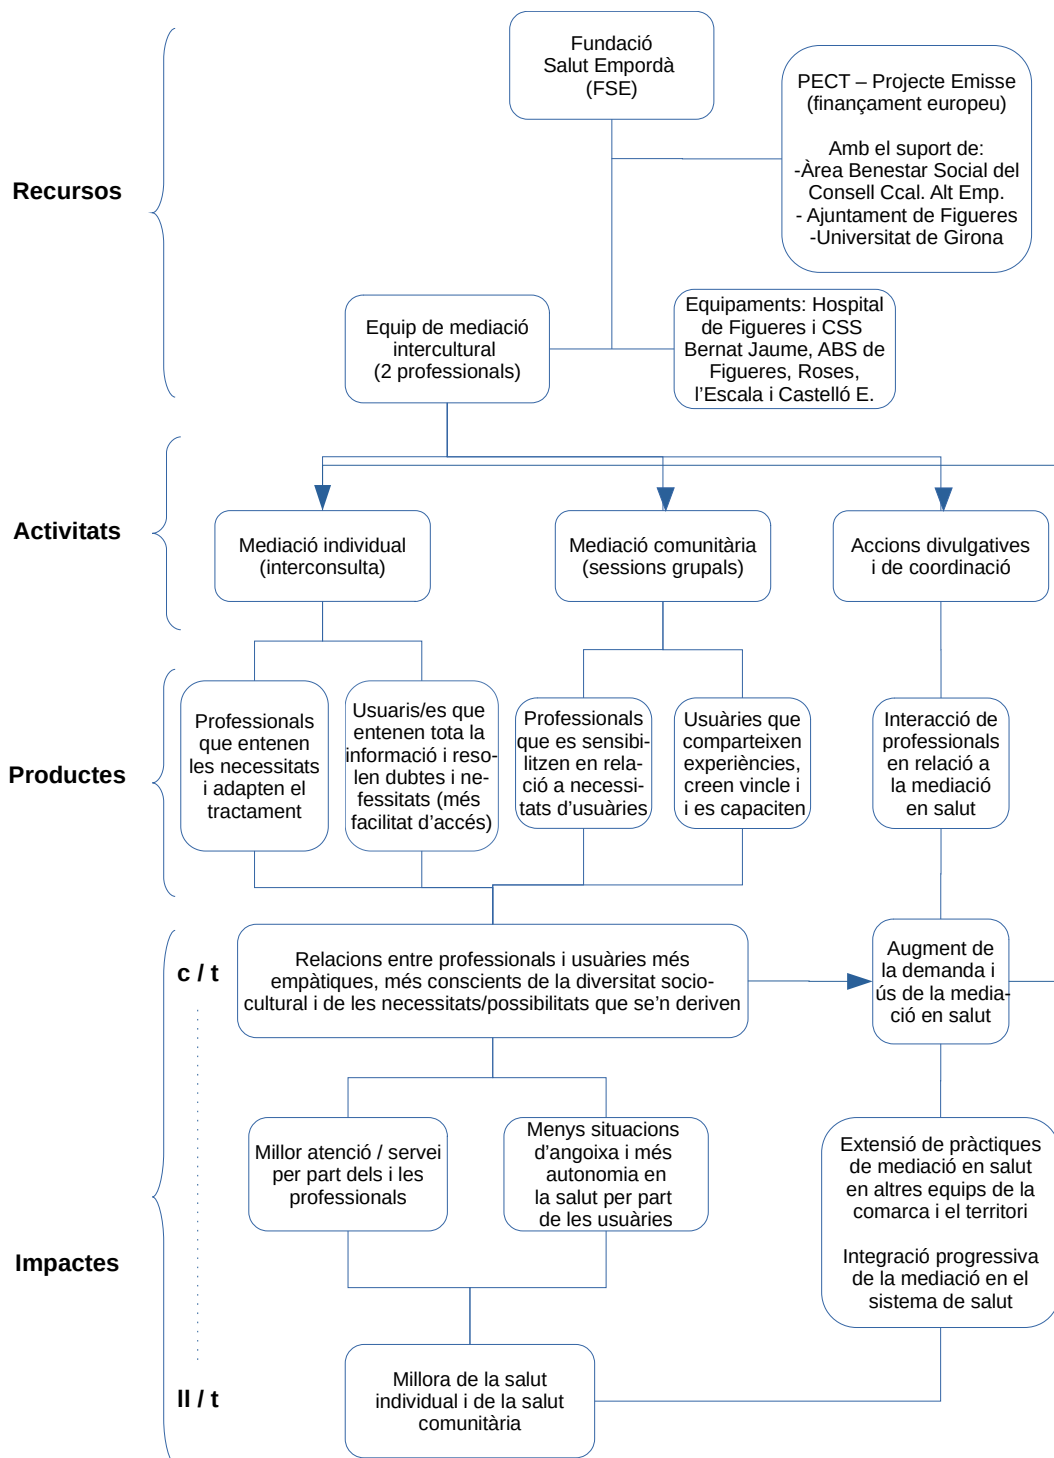 Recursos
Fundació
Salut Empordà
(FSE)
PECT – Projecte Emisse
(finançament europeu)
Amb el suport de:
-Àrea Benestar Social del
Consell Ccal. Alt Emp.
- Ajuntament de Figueres
-Universitat de Girona
Equip de mediació
intercultural
(2 professionals)
Equipaments: Hospital
de Figueres i CSS
Bernat Jaume, ABS de
Figueres, Roses,
l’Escala i Castelló E.
Activitats
Mediació individual
(interconsulta)
Mediació comunitària
(sessions grupals)
Accions divulgatives
i de coordinació
Productes
Professionals
que entenen
les necessitats
i adapten el
tractament
Usuaris/es que
entenen tota la
informació i reso-
len dubtes i ne-
fessitats (més
facilitat d’accés)
Professionals
que es sensibi-
litzen en rela-
ció a necessi-
tats d’usuàries
Usuàries que
comparteixen
experiències,
creen vincle i
i es capaciten
Interacció de
professionals
en relació a
la mediació
en salut
Impactes
c / t
Relacions entre professionals i usuàries més
empàtiques, més conscients de la diversitat socio-
cultural i de les necessitats/possibilitats que se’n deriven
Augment de
la demanda i
ús de la media-
ció en salut
Millor atenció / servei
per part dels i les
professionals
Menys situacions
d’angoixa i més
autonomia en
la salut per part
de les usuàries
Extensió de pràctiques
de mediació en salut
en altres equips de la
comarca i el territori
Integració progressiva
de la mediació en el
sistema de salut
ll / t
Millora de la salut
individual i de la salut
comunitària